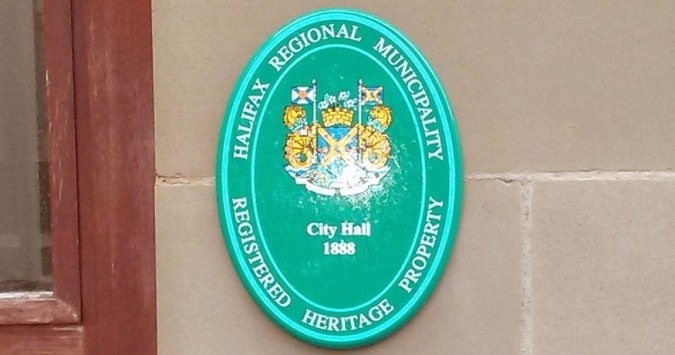 HALIFAX REGIONAL MUNICIPALITY
City Hall
1888
REGISTERED HERITAGE PROPERTY